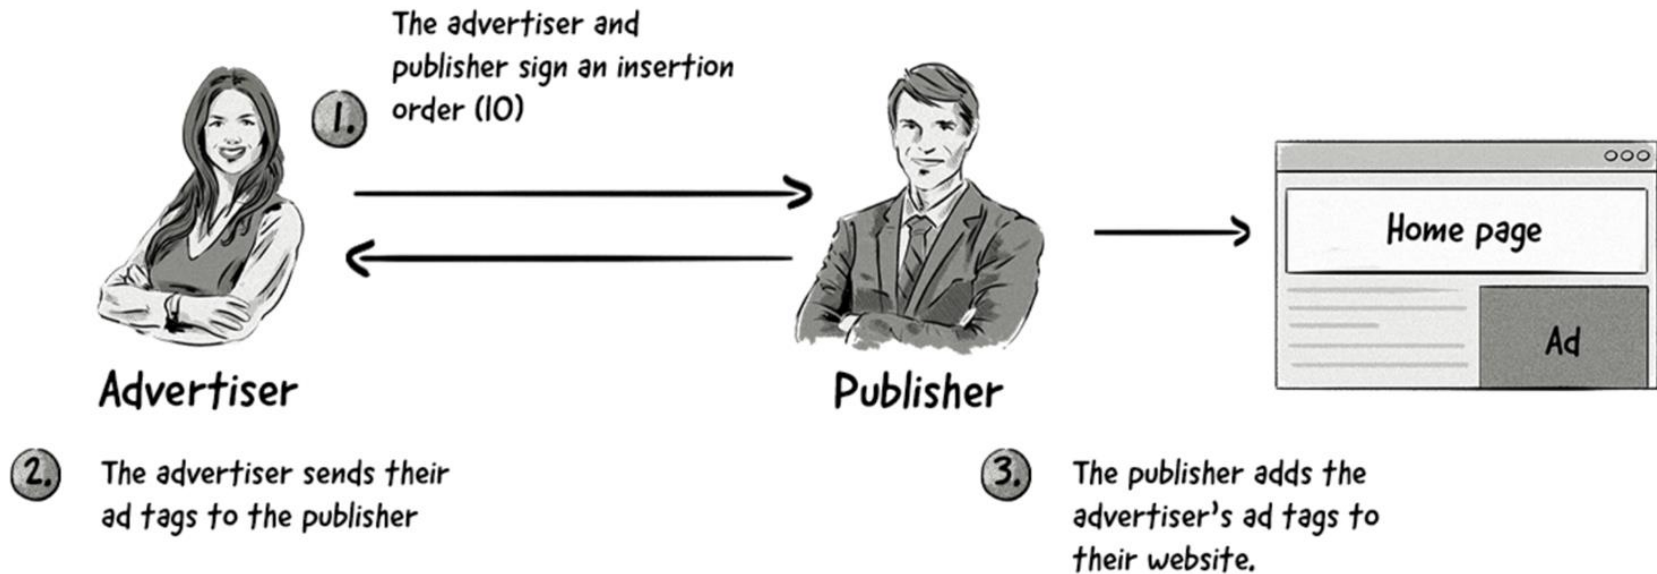 The advertiser and
publisher sign an insertion
order (IO)
1.
Home page
Ad
Advertiser
Publisher
2.
The advertiser sends their
ad tags to the publisher
3.
The publisher adds the
advertiser's ad tags to
their website.